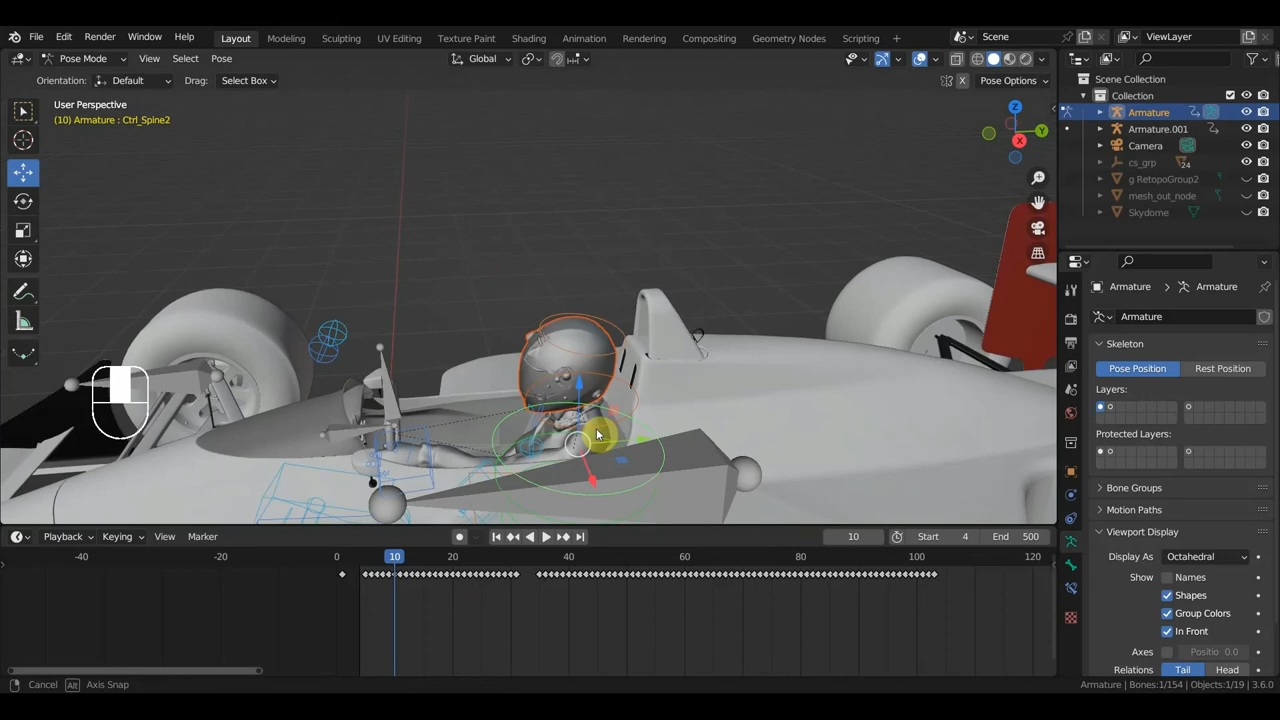 File Edit Render Window Help Layout Modeling Sculpting UV Editing Texture Paint Shading Animation Rendering Compositing Geometry Nodes Scripting + Scene ViewLayer
Pose Mode View Select Pose Global
Orientation: Default Drag: Select Box X Pose Options
User Perspective
(10) Armature : Ctrl_Spine2
Z
Y
X
Scene Collection
Collection
Armature
Armature.001
Camera
cs_grp 24
g RetopoGroup2
mesh_out_node
Skydome
Armature Armature
Armature
Skeleton
Pose Position Rest Position
Layers:
Protected Layers:
Bone Groups
Motion Paths
Viewport Display
Display As Octahedral
Show Names
Shapes
Group Colors
In Front
Axes Positio 0.0
Relations Tail Head
Playback Keying View Marker 10 Start 4 End 500
-40 -20 0 10 20 40 60 80 100 120
Cancel Alt Axis Snap Armature | Bones:1/154 | Objects:1/19 | 3.6.0